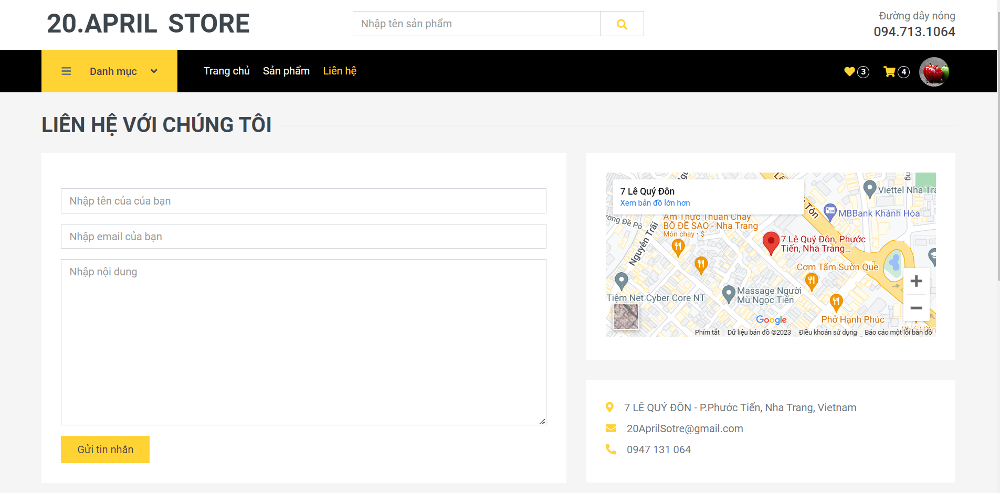 20.APRIL STORE
Nhập tên sản phẩm
Đường dây nóng
094.713.1064
Danh mục
Trang chủ
Sản phẩm
Liên hệ
3
4
LIÊN HỆ VỚI CHÚNG TÔI
Nhập tên của của bạn
Nhập email của bạn
Nhập nội dung
Gửi tin nhắn
7 Lê Quý Đôn
Xem bản đồ lớn hơn
Viettel Nha Tra
Tôn
MBBank Khánh Hòa
ường Đề Pô
Ẩm Thực Thuần Chay
BỒ ĐỀ SAO - Nha Trang
Món chay • $
Nguyễn Trãi
7 Lê Quý Đôn, Phước
Tiến, Nha Trang...
Cơm Tấm Sườn Que
Massage Người
Mù Ngọc Tiến
Tiệm Net Cyber Core NT
Phở Hạnh Phúc
Google
Phím tắt
Dữ liệu bản đồ ©2023
Điều khoản sử dụng
Báo cáo một lỗi bản đồ
7 LÊ QUÝ ĐÔN - P.Phước Tiến, Nha Trang, Vietnam
20AprilSotre@gmail.com
0947 131 064